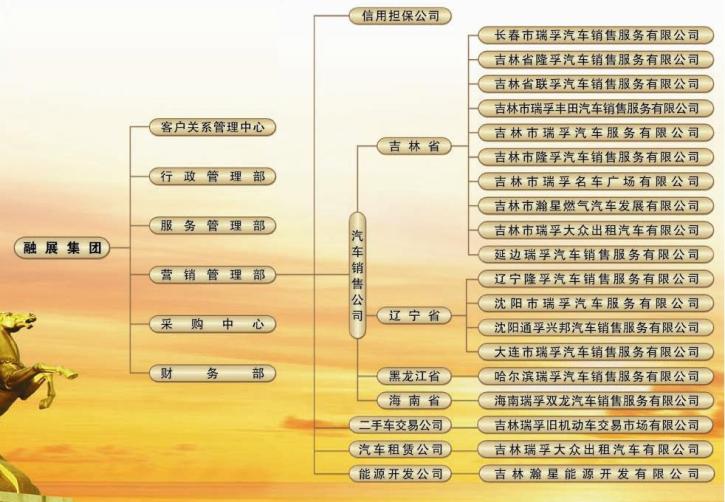 融展集团
客户关系管理中心
行政管理部
服务管理部
营销管理部
采购中心
财务部
信用担保公司
汽车销售公司
吉林省
长春市瑞孚汽车销售服务有限公司
吉林省隆孚汽车销售服务有限公司
吉林省联孚汽车销售服务有限公司
吉林市瑞孚丰田汽车销售服务有限公司
吉林市瑞孚汽车服务有限公司
吉林市隆孚汽车销售服务有限公司
吉林市瑞孚名车广场有限公司
吉林市瀚星燃气汽车发展有限公司
吉林市瑞孚大众出租汽车有限公司
延边瑞孚汽车销售服务有限公司
辽宁省
辽宁隆孚汽车销售服务有限公司
沈阳市瑞孚汽车服务有限公司
沈阳通孚兴邦汽车销售服务有限公司
大连市瑞孚汽车销售服务有限公司
黑龙江省
哈尔滨瑞孚汽车销售服务有限公司
海南省
海南瑞孚双龙汽车销售服务有限公司
二手车交易公司
吉林瑞孚旧机动车交易市场有限公司
汽车租赁公司
吉林瑞孚大众出租汽车有限公司
能源开发公司
吉林瀚星能源开发有限公司